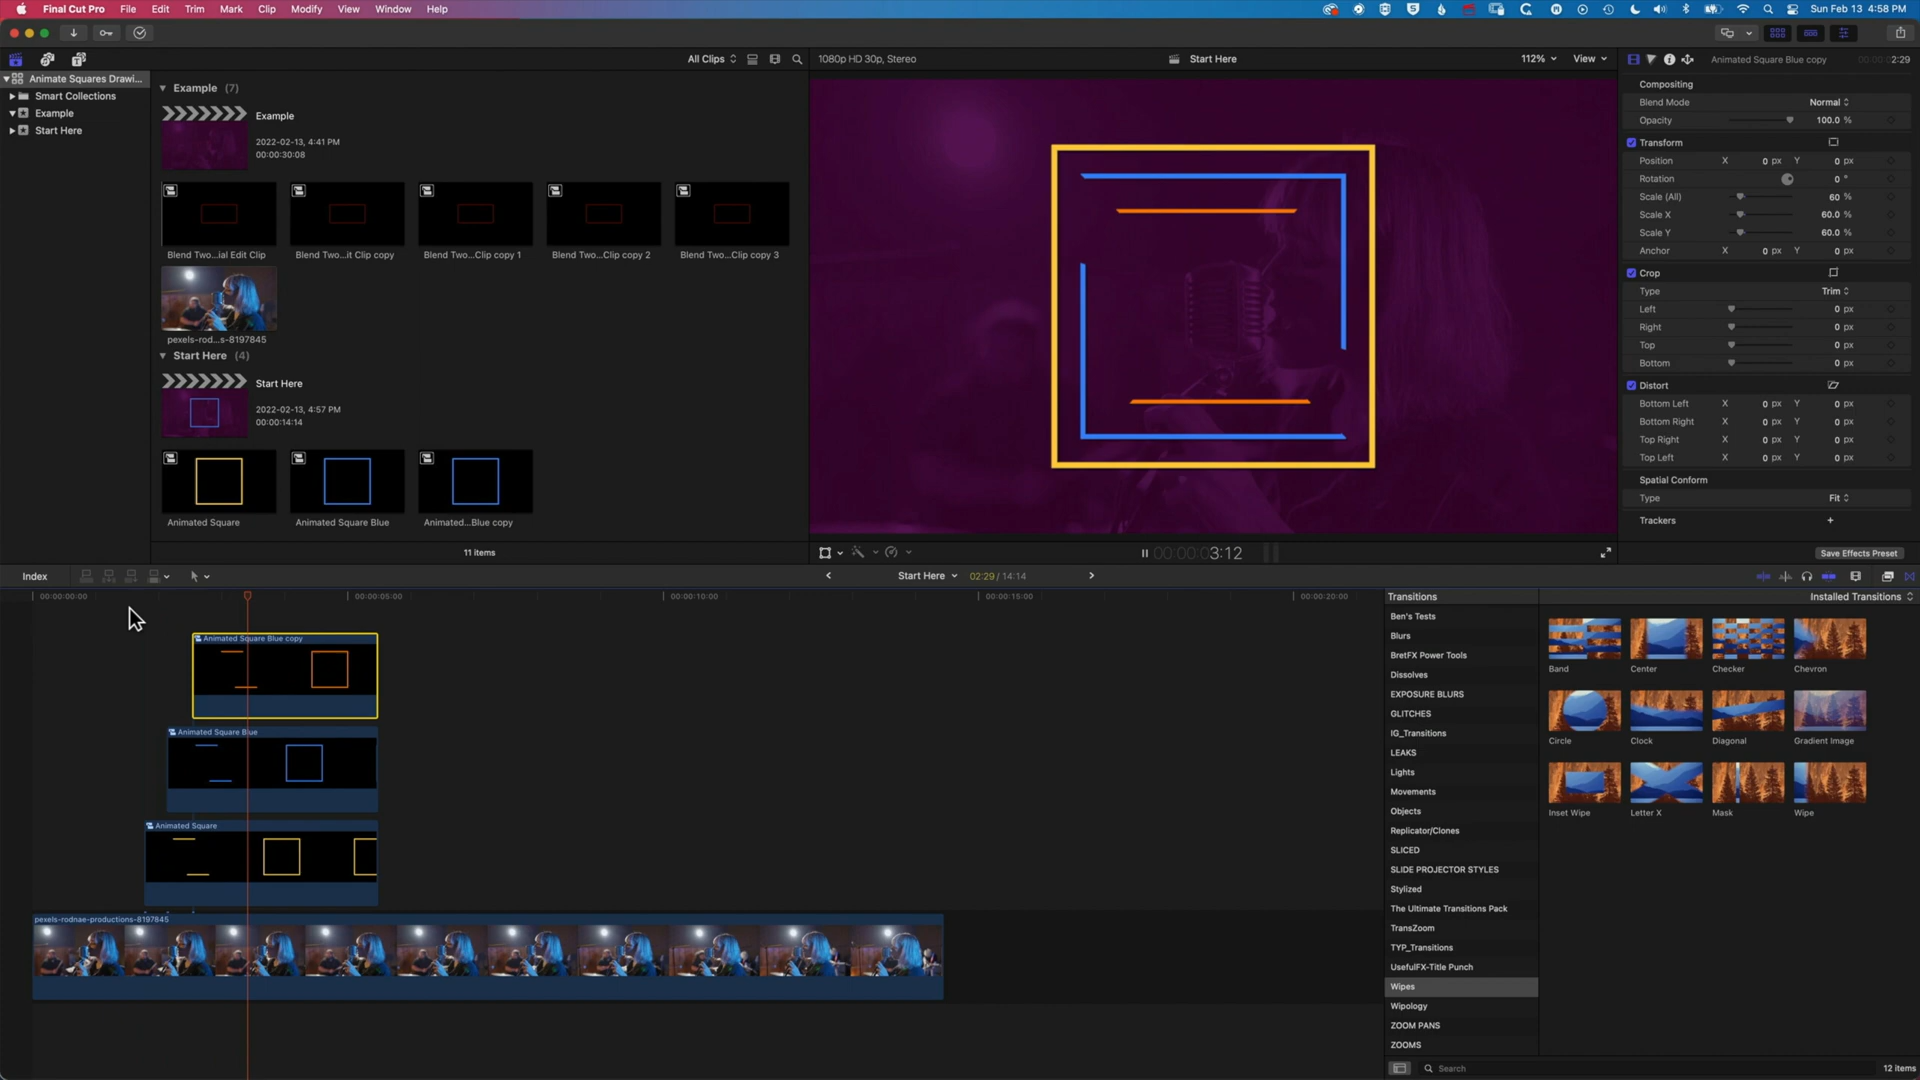 Final Cut Pro File Edit Trim Mark Clip Modify View Window Help
Sun Feb 13 4:58 PM
All Clips
1080p HD 30p, Stereo
Start Here
112%
View
Animated Square Blue copy
2:29
Animate Squares Drawi...
Smart Collections
Example
Start Here
Example (7)
Example
2022-02-13, 4:41 PM
00:00:30:08
Blend Two...ial Edit Clip
Blend Two...it Clip copy
Blend Two...Clip copy 1
Blend Two...Clip copy 2
Blend Two...Clip copy 3
pexels-rod...s-8197845
Start Here (4)
Start Here
2022-02-13, 4:57 PM
00:00:14:14
Animated Square
Animated Square Blue
Animated...Blue copy
11 items
00:00:03:12
Compositing
Blend Mode Normal
Opacity 100.0 %
Transform
Position X 0 px Y 0 px
Rotation 0 °
Scale (All) 60 %
Scale X 60.0 %
Scale Y 60.0 %
Anchor X 0 px Y 0 px
Crop
Type Trim
Left 0 px
Right 0 px
Top 0 px
Bottom 0 px
Distort
Bottom Left X 0 px Y 0 px
Bottom Right X 0 px Y 0 px
Top Right X 0 px Y 0 px
Top Left X 0 px Y 0 px
Spatial Conform
Type Fit
Trackers +
Save Effects Preset
Index
Start Here
02:29 / 14:14
00:00:00:00
00:00:05:00
00:00:10:00
00:00:15:00
00:00:20:00
Animated Square Blue copy
Animated Square Blue
Animated Square
pexels-rodnae-productions-8197845
Transitions
Installed Transitions
Ben's Tests
Blurs
BretFX Power Tools
Dissolves
EXPOSURE BLURS
GLITCHES
IG_Transitions
LEAKS
Lights
Movements
Objects
Replicator/Clones
SLICED
SLIDE PROJECTOR STYLES
Stylized
The Ultimate Transitions Pack
TransZoom
TYP_Transitions
UsefulFX-Title Punch
Wipes
Wipology
ZOOM PANS
ZOOMS
Band
Center
Checker
Chevron
Circle
Clock
Diagonal
Gradient Image
Inset Wipe
Letter X
Mask
Wipe
Search
12 items